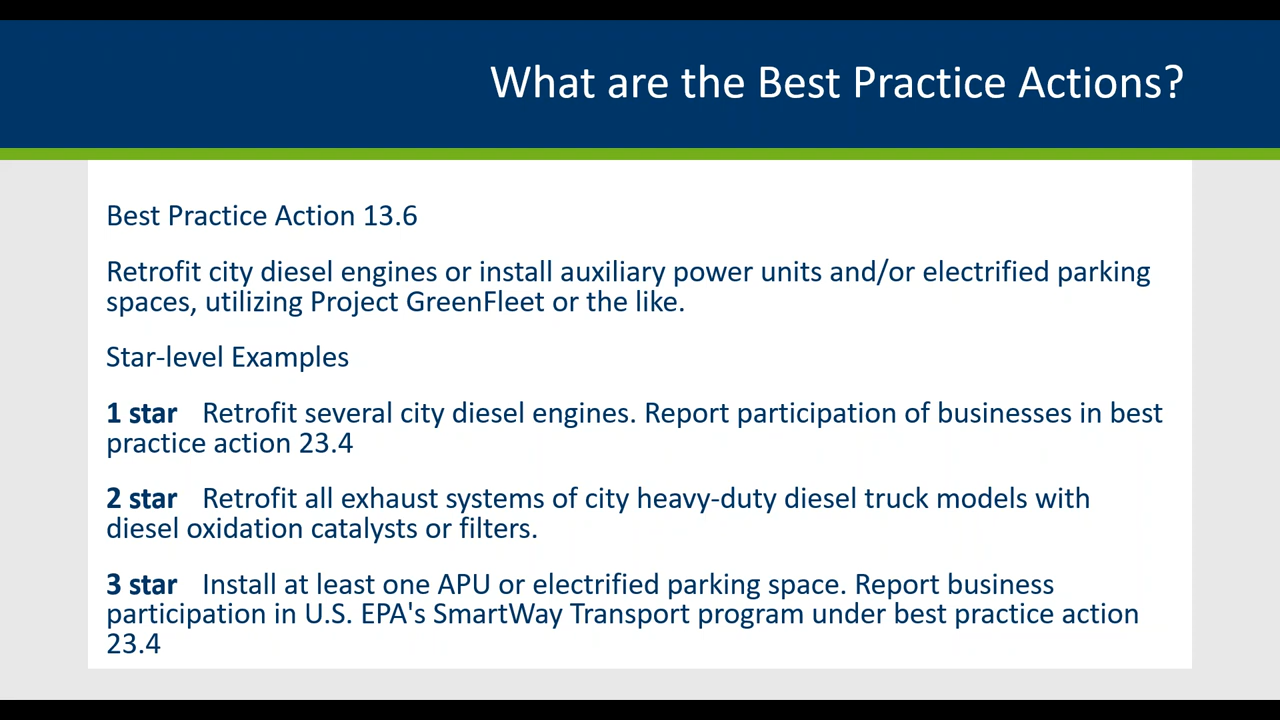 What are the Best Practice Actions?
Best Practice Action 13.6
Retrofit city diesel engines or install auxiliary power units and/or electrified parking
spaces, utilizing Project GreenFleet or the like.
Star-level Examples
1 star Retrofit several city diesel engines. Report participation of businesses in best
practice action 23.4
2 star Retrofit all exhaust systems of city heavy-duty diesel truck models with
diesel oxidation catalysts or filters.
3 star Install at least one APU or electrified parking space. Report business
participation in U.S. EPA's SmartWay Transport program under best practice action
23.4